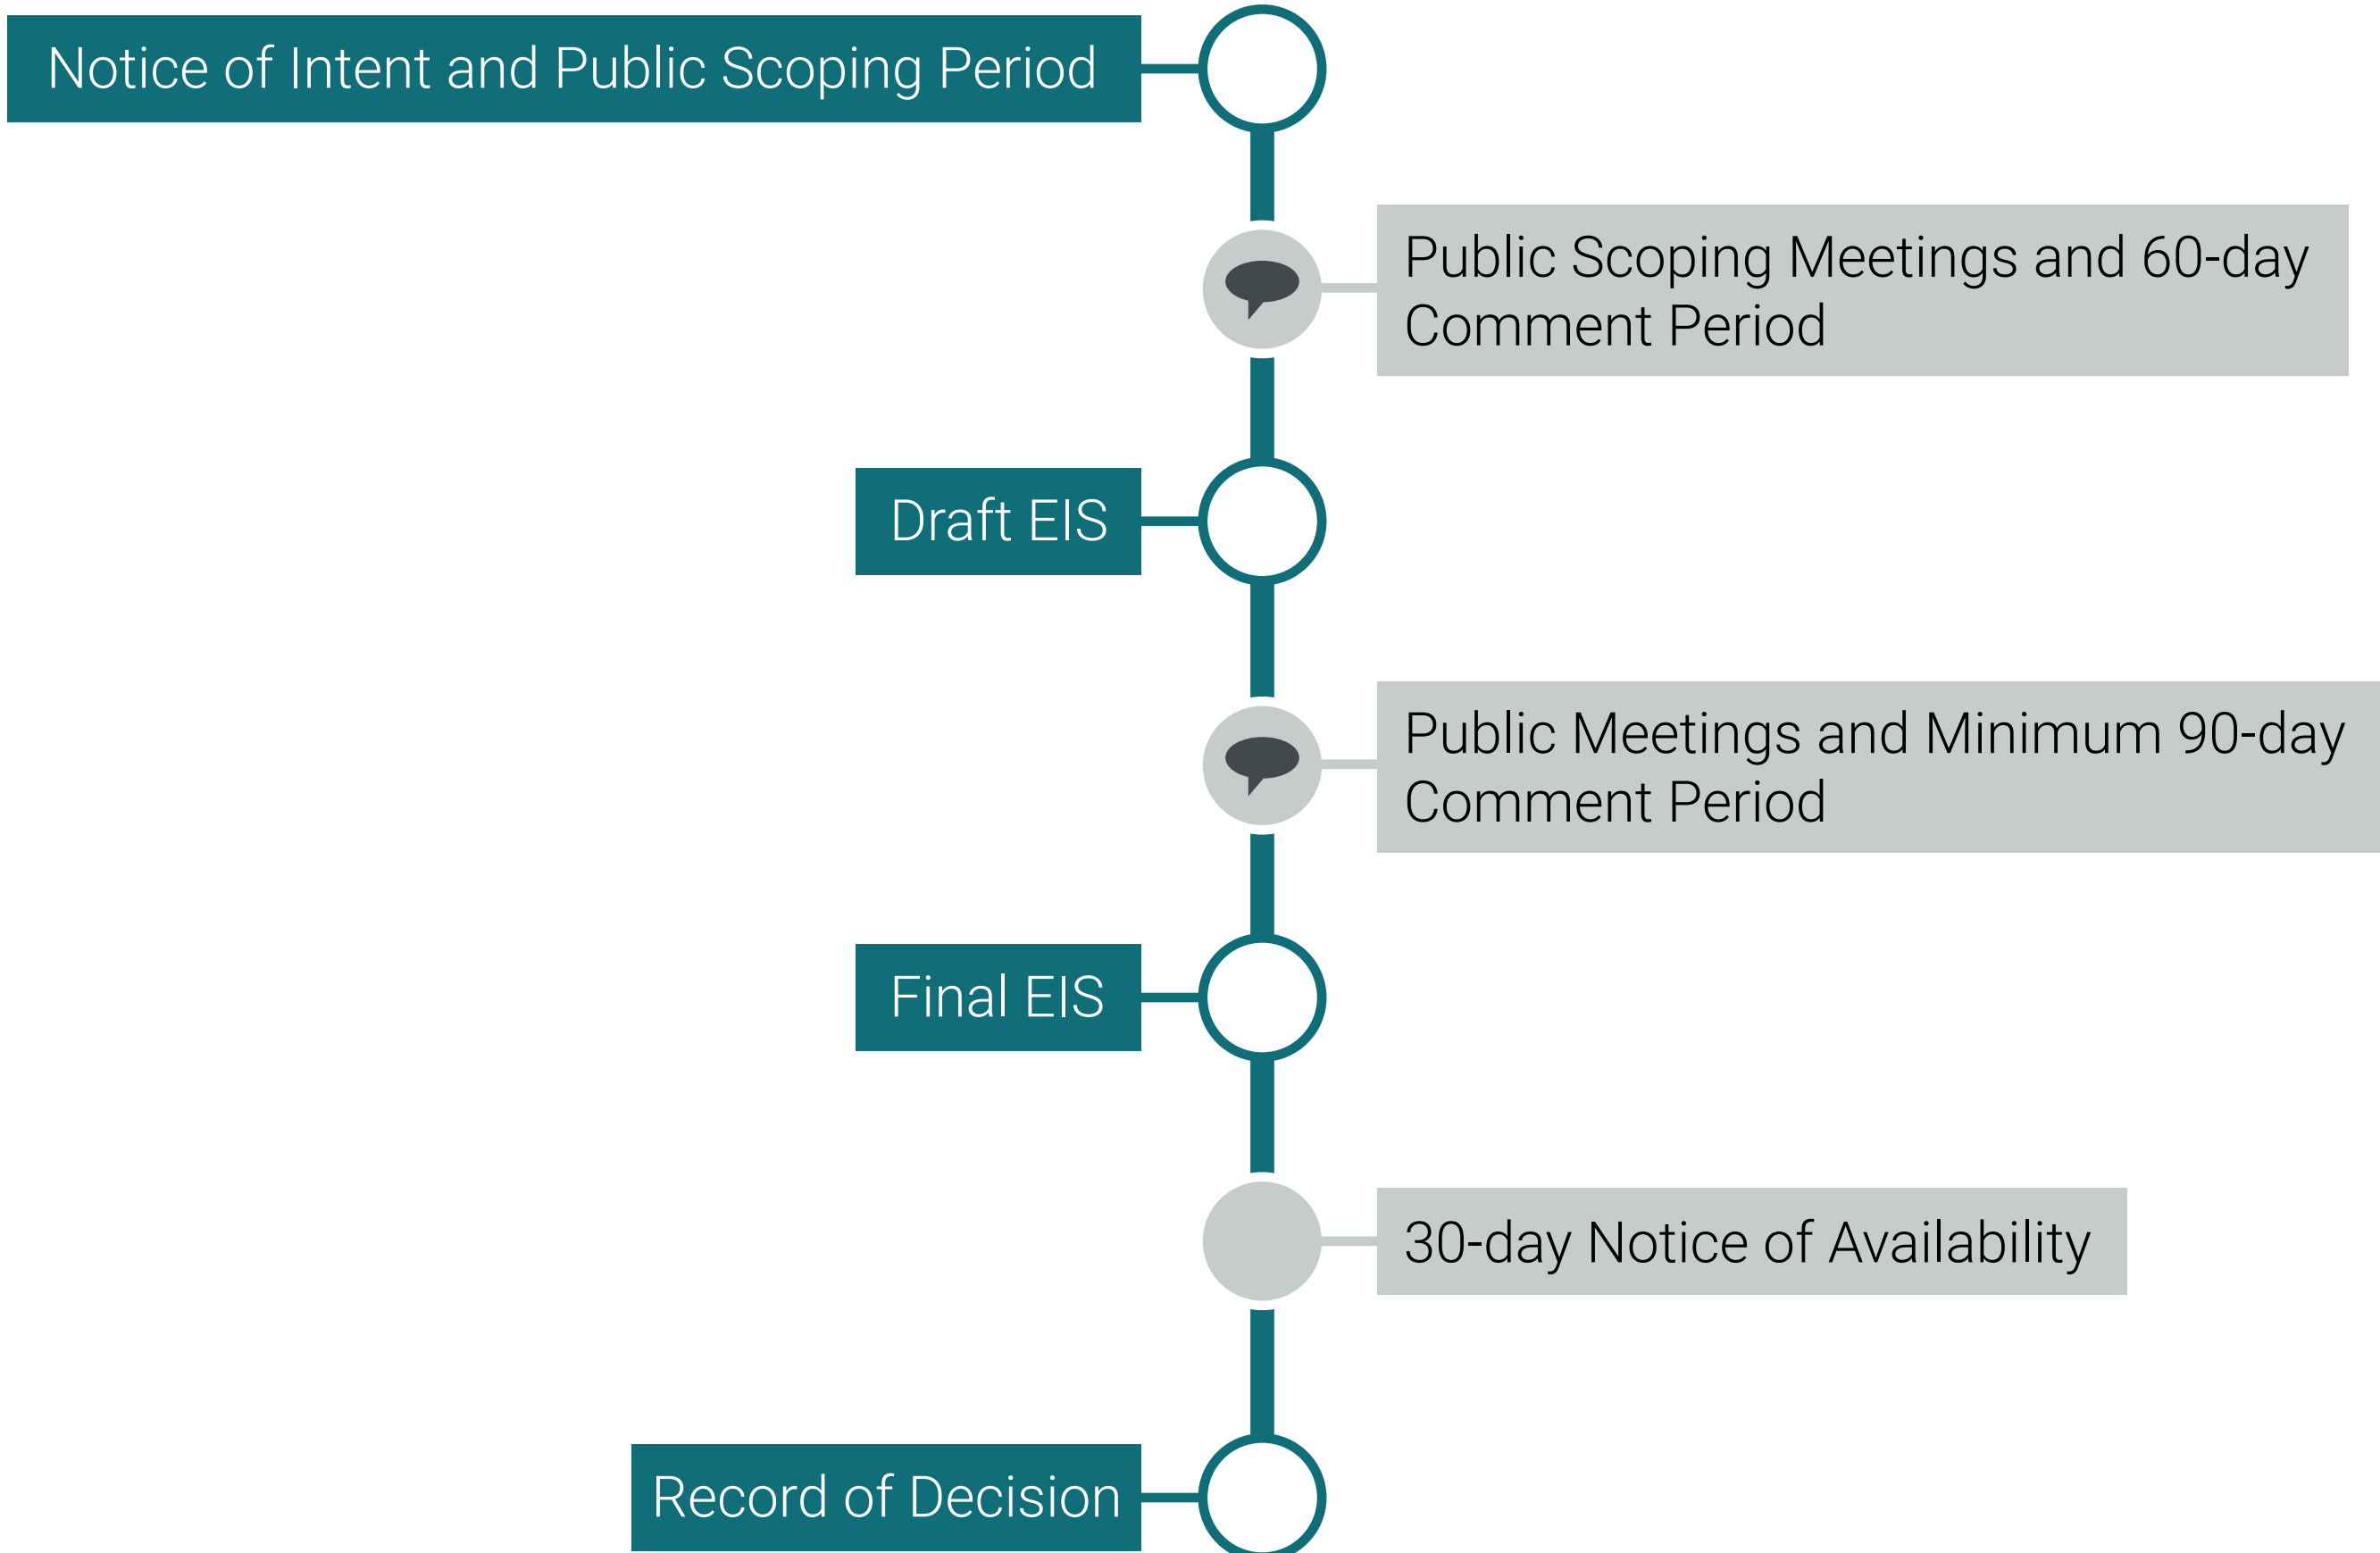 Notice of Intent and Public Scoping Period
Public Scoping Meetings and 60-day
Comment Period
Draft EIS
Public Meetings and Minimum 90-day
Comment Period
Final EIS
30-day Notice of Availability
Record of Decision